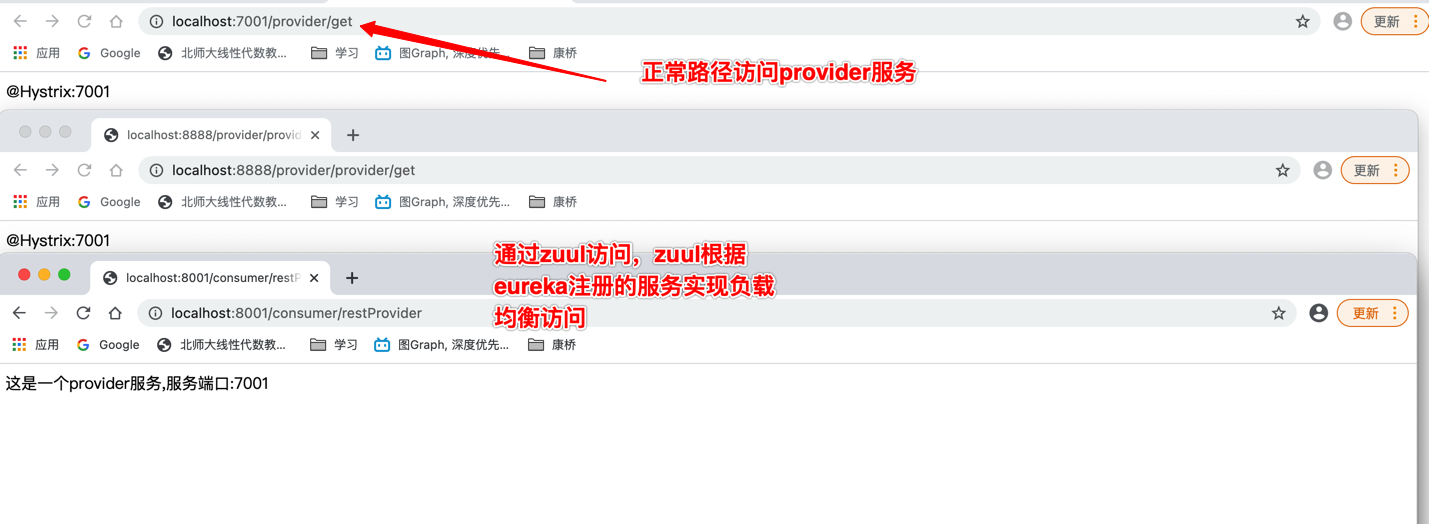 localhost:7001/provider/get
更新
应用
Google
北师大线性代数教...
学习
图Graph, 深度优先...
康桥
正常路径访问provider服务
@Hystrix:7001
localhost:8888/provider/provid
localhost:8888/provider/provider/get
更新
应用
Google
北师大线性代数教...
学习
图Graph, 深度优先...
康桥
@Hystrix:7001
通过zuul访问，zuul根据
eureka注册的服务实现负载
均衡访问
localhost:8001/consumer/restP
localhost:8001/consumer/restProvider
更新
应用
Google
北师大线性代数教...
学习
图Graph, 深度优先...
康桥
这是一个provider服务,服务端口:7001